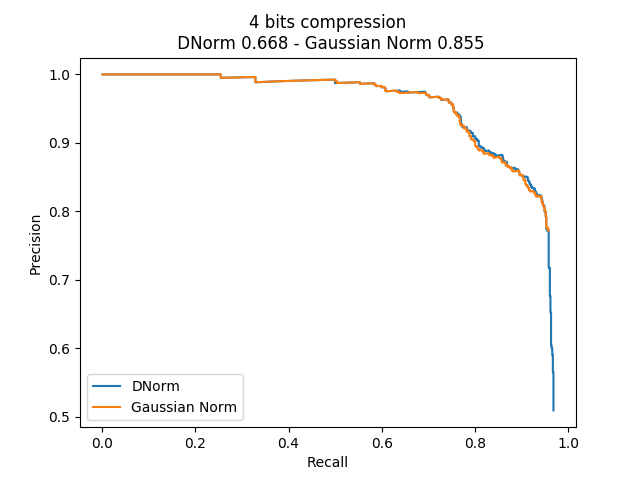 4 bits compression
DNorm 0.668 - Gaussian Norm 0.855
1.0
0.9
0.8
0.7
0.6
0.5
Precision
DNorm
Gaussian Norm
0.0 0.2 0.4 0.6 0.8 1.0
Recall